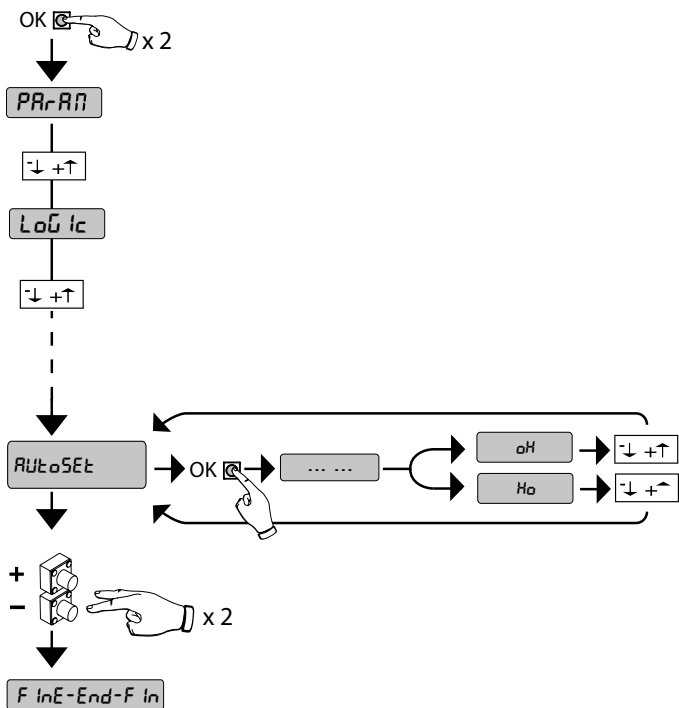 OK x 2
PArAM
-↓ +↑
LoGIc
-↓ +↑
AUtoSEt
OK
... ...
oK
-↓ +↑
Ko
-↓ +↑
+
-
x 2
FInE-End-FIn